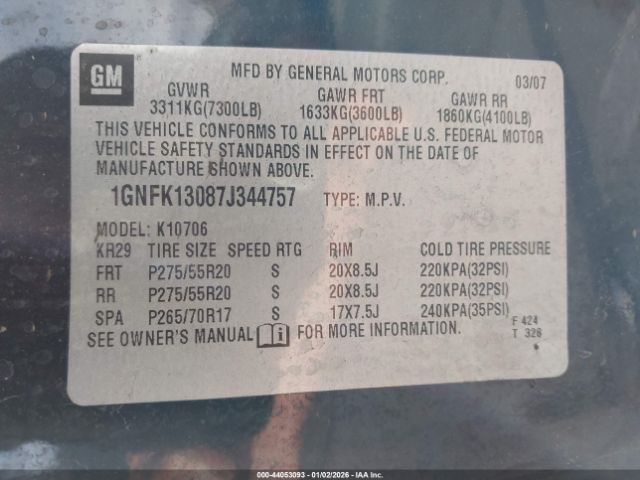 GM
MFD BY GENERAL MOTORS CORP. 03/07
GVWR GAWR FRT GAWR RR
3311KG(7300LB) 1633KG(3600LB) 1860KG(4100LB)
THIS VEHICLE CONFORMS TO ALL APPLICABLE U.S. FEDERAL MOTOR
VEHICLE SAFETY STANDARDS IN EFFECT ON THE DATE OF
MANUFACTURE SHOWN ABOVE.
1GNFK13087J344757 TYPE: M.P.V.
MODEL: K10706
KR29 TIRE SIZE SPEED RTG RIM COLD TIRE PRESSURE
FRT P275/55R20 S 20X8.5J 220KPA(32PSI)
RR P275/55R20 S 20X8.5J 220KPA(32PSI)
SPA P265/70R17 S 17X7.5J 240KPA(35PSI)
SEE OWNER'S MANUAL FOR MORE INFORMATION.
F 424
T 326
000-44053093 - 01/02/2026 - IAA, Inc.